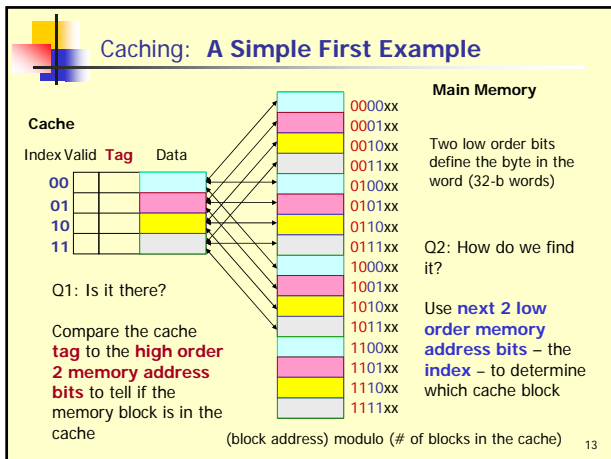 Caching: A Simple First Example
Cache
Index Valid Tag Data
00
01
10
11
Q1: Is it there?
Compare the cache
tag to the high order
2 memory address
bits to tell if the
memory block is in the
cache
0000xx
0001xx
0010xx
0011xx
0100xx
0101xx
0110xx
0111xx
1000xx
1001xx
1010xx
1011xx
1100xx
1101xx
1110xx
1111xx
Main Memory
Two low order bits
define the byte in the
word (32-b words)
Q2: How do we find
it?
Use next 2 low
order memory
address bits – the
index – to determine
which cache block
(block address) modulo (# of blocks in the cache)
13